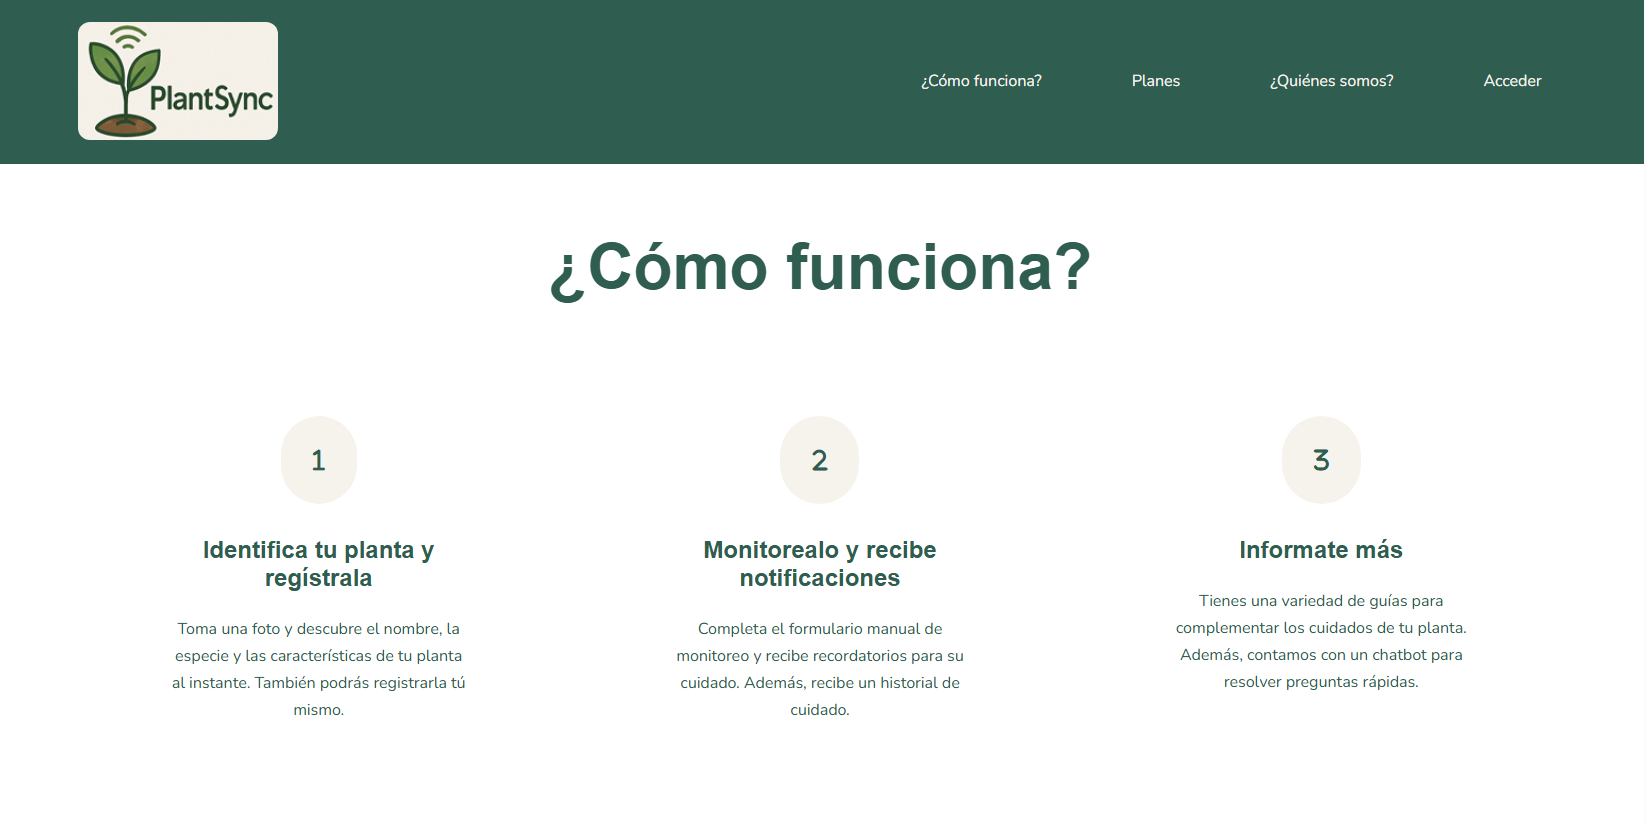 PlantSync
¿Cómo funciona?
Planes
¿Quiénes somos?
Acceder
¿Cómo funciona?
1
Identifica tu planta y
regístrala
Toma una foto y descubre el nombre, la
especie y las características de tu planta
al instante. También podrás registrarla tú
mismo.
2
Monitorealo y recibe
notificaciones
Completa el formulario manual de
monitoreo y recibe recordatorios para su
cuidado. Además, recibe un historial de
cuidado.
3
Informate más
Tienes una variedad de guías para
complementar los cuidados de tu planta.
Además, contamos con un chatbot para
resolver preguntas rápidas.